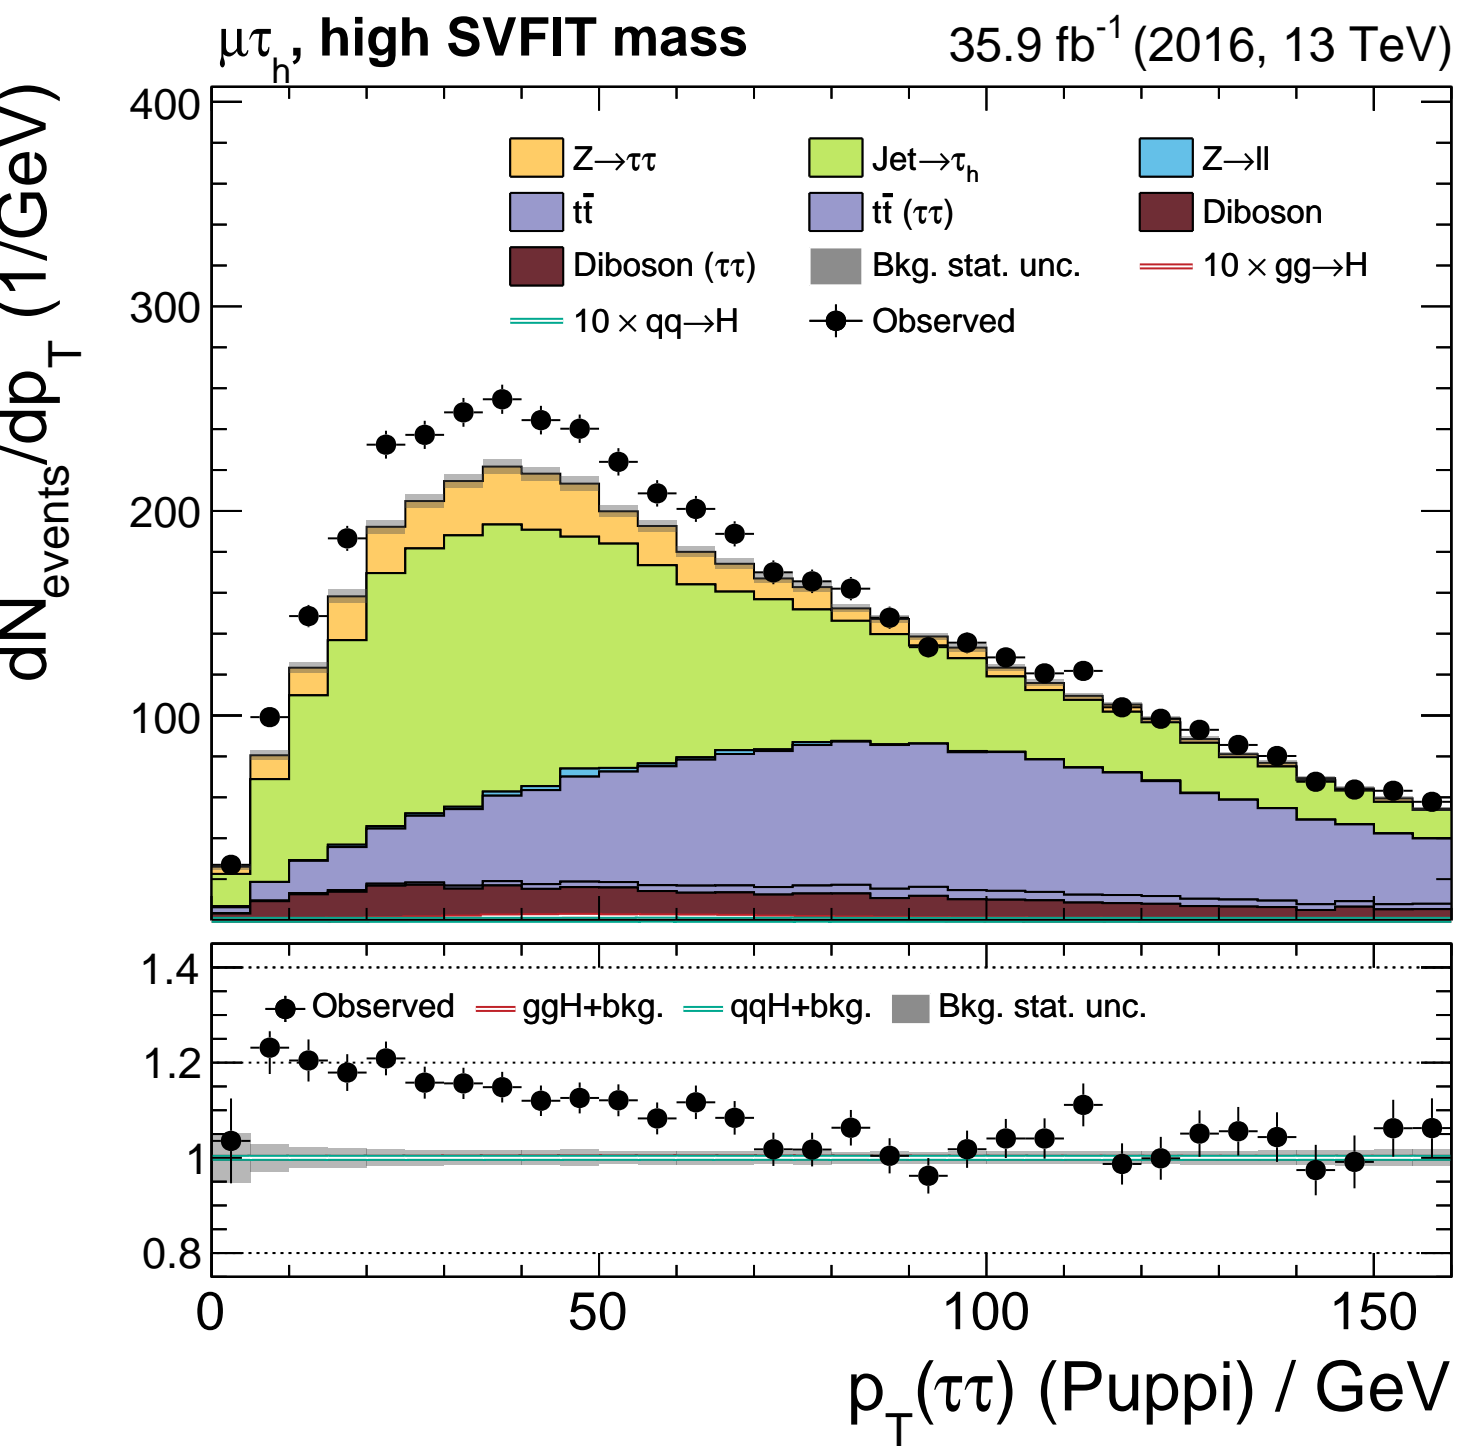 μτh, high SVFIT mass 35.9 fb-1 (2016, 13 TeV)
dNevents/dpT (1/GeV)
400
300
200
100
Z→ττ Jet→τh Z→ll
tt̄ tt̄ (ττ) Diboson
Diboson (ττ) Bkg. stat. unc. 10 × gg→H
10 × qq→H Observed
1.4
1.2
1
0.8
Observed ggH+bkg. qqH+bkg. Bkg. stat. unc.
0 50 100 150
pT(ττ) (Puppi) / GeV